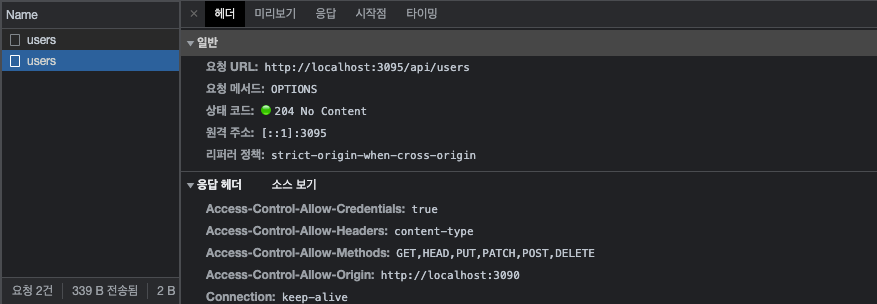 Name
users
users
요청 2건 339 B 전송됨 2 B
× 헤더 미리보기 응답 시작점 타이밍
일반
요청 URL: http://localhost:3095/api/users
요청 메서드: OPTIONS
상태 코드: 204 No Content
원격 주소: [::1]:3095
리퍼러 정책: strict-origin-when-cross-origin
응답 헤더 소스 보기
Access-Control-Allow-Credentials: true
Access-Control-Allow-Headers: content-type
Access-Control-Allow-Methods: GET,HEAD,PUT,PATCH,POST,DELETE
Access-Control-Allow-Origin: http://localhost:3090
Connection: keep-alive